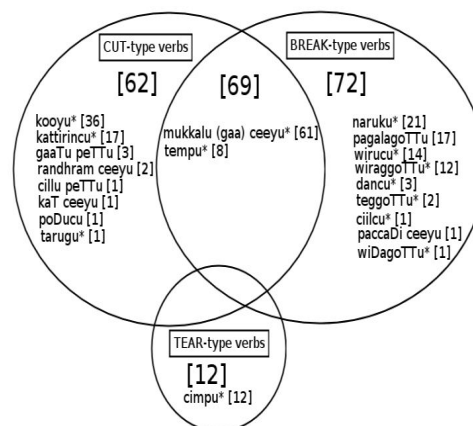 CUT-type verbs
[62]
kooyu* [36]
kattirincu* [17]
gaaTu peTTu [3]
randhram ceeyu [2]
cillu peTTu [1]
kaT ceeyu [1]
poDucu [1]
tarugu* [1]
[69]
mukkalu (gaa) ceeyu* [61]
tempu* [8]
BREAK-type verbs
[72]
naruku* [21]
pagalagoTTu [17]
wirucu* [14]
wiraggoTTu* [12]
dancu* [3]
teggoTTu* [2]
ciilcu* [1]
paccaDi ceeyu [1]
wiDagoTTu* [1]
TEAR-type verbs
[12]
cimpu* [12]